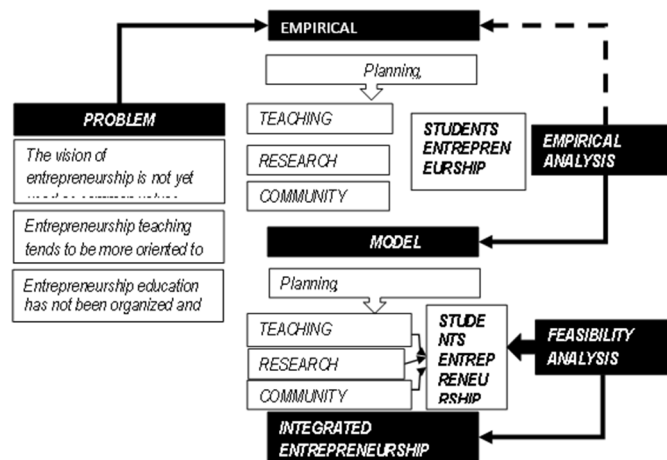 EMPIRICAL
Planning,
PROBLEM
The vision of
entrepreneurship is not yet
Entrepreneurship teaching
tends to be more oriented to
Entrepreneurship education
has not been organized and
TEACHING
RESEARCH
COMMUNITY
STUDENTS
ENTREPREN
EURSHIP
EMPIRICAL
ANALYSIS
MODEL
Planning,
TEACHING
RESEARCH
COMMUNITY
STUDE
NTS
ENTREP
RENEU
RSHIP
FEASIBILITY
ANALYSIS
INTEGRATED
ENTREPRENEURSHIP